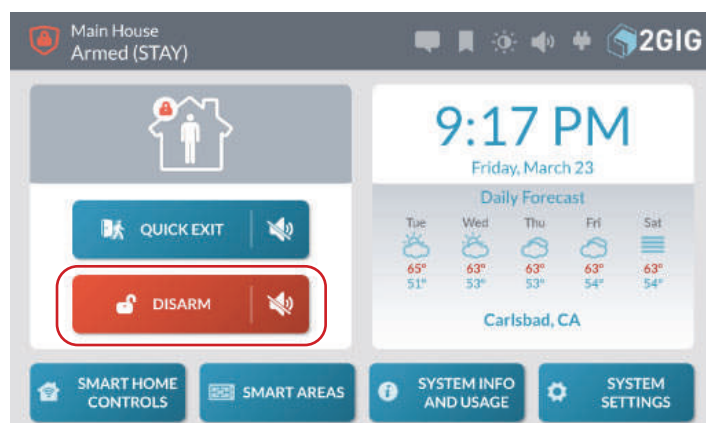 Main House
Armed (STAY)
2GIG
QUICK EXIT
DISARM
9:17 PM
Friday, March 23
Daily Forecast
Tue Wed Thu Fri Sat
65° 63° 63° 63° 63°
51° 53° 53° 54° 54°
Carlsbad, CA
SMART HOME
CONTROLS
SMART AREAS
SYSTEM INFO
AND USAGE
SYSTEM
SETTINGS